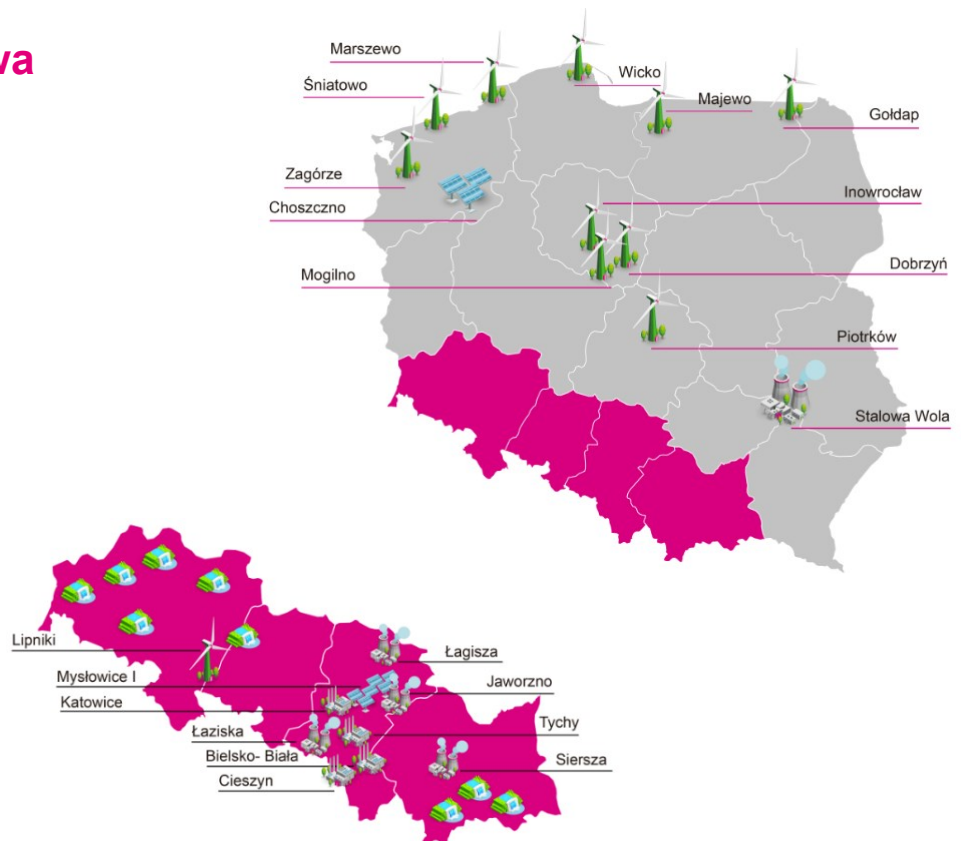 va
Marszewo
Wicko
Śniatowo
Majewo
Gołdap
Zagórze
Inowrocław
Choszczno
Dobrzyń
Mogilno
Piotrków
Stalowa Wola
Lipniki
Łagisza
Mysłowice I
Jaworzno
Katowice
Tychy
Łaziska
Bielsko- Biała
Siersza
Cieszyn